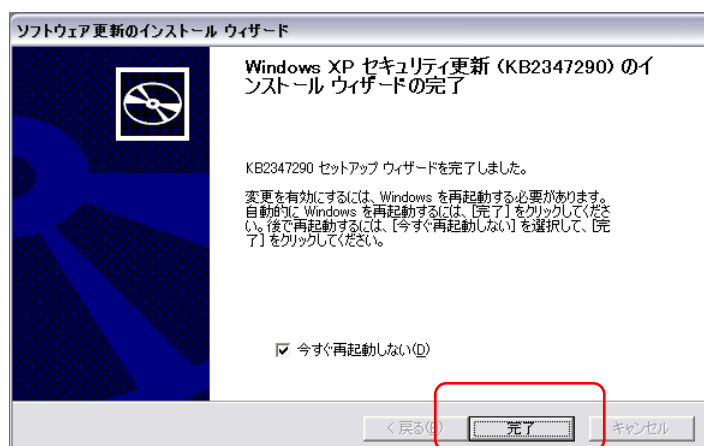 ソフトウェア更新のインストール ウィザード
Windows XP セキュリティ更新 (KB2347290) のイ
ンストール ウィザードの完了
KB2347290 セットアップ ウィザードを完了しました。
変更を有効にするには、Windows を再起動する必要があります。
自動的に Windows を再起動するには、[完了] をクリックしてくださ
い。後で再起動するには、[今すぐ再起動しない] を選択して、[完
了] をクリックしてください。
今すぐ再起動しない(D)
< 戻る(B) 完了 キャンセル